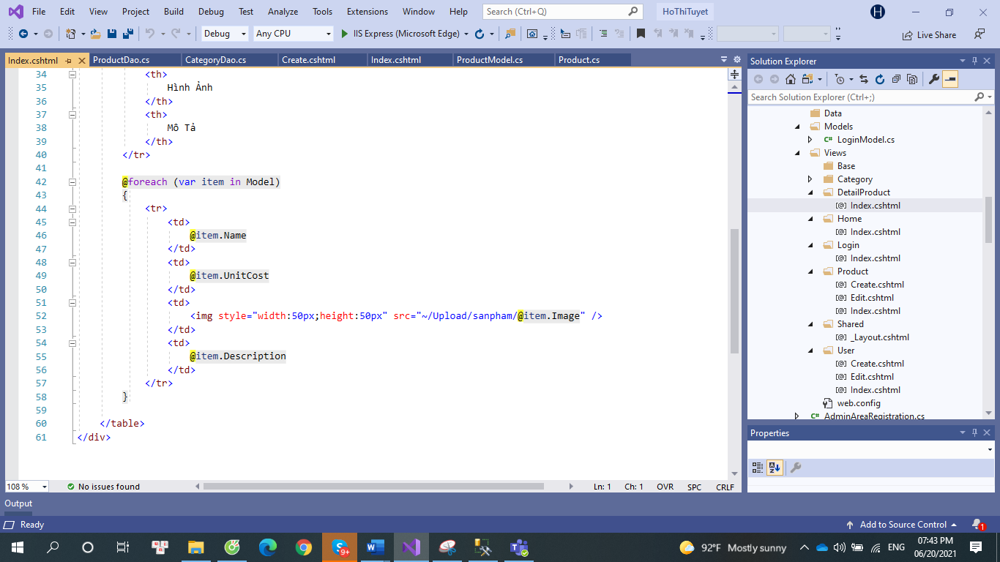 File Edit View Project Build Debug Test Analyze Tools Extensions Window Help Search (Ctrl+Q) HoThiTuyet H
Debug Any CPU IIS Express (Microsoft Edge) Live Share
Index.cshtml ProductDao.cs CategoryDao.cs Create.cshtml Index.cshtml ProductModel.cs Product.cs
34 <th>
35 Hình Ảnh
36 </th>
37 <th>
38 Mô Tả
39 </th>
40 </tr>
41
42 @foreach (var item in Model)
43 {
44 <tr>
45 <td>
46 @item.Name
47 </td>
48 <td>
49 @item.UnitCost
50 </td>
51 <td>
52 <img style="width:50px;height:50px" src="~/Upload/sanpham/@item.Image" />
53 </td>
54 <td>
55 @item.Description
56 </td>
57 </tr>
58 }
59
60 </table>
61 </div>
108 % No issues found Ln: 1 Ch: 1 OVR SPC CRLF
Solution Explorer
Search Solution Explorer (Ctrl+;)
Data
Models
C# LoginModel.cs
Views
Base
Category
DetailProduct
[@] Index.cshtml
Home
[@] Index.cshtml
Login
[@] Index.cshtml
Product
[@] Create.cshtml
[@] Edit.cshtml
[@] Index.cshtml
Shared
[@] _Layout.cshtml
User
[@] Create.cshtml
[@] Edit.cshtml
[@] Index.cshtml
web.config
C# AdminAreaRegistration.cs
Properties
Output
Ready Add to Source Control 1
9+ 92°F Mostly sunny ENG 07:43 PM
06/20/2021